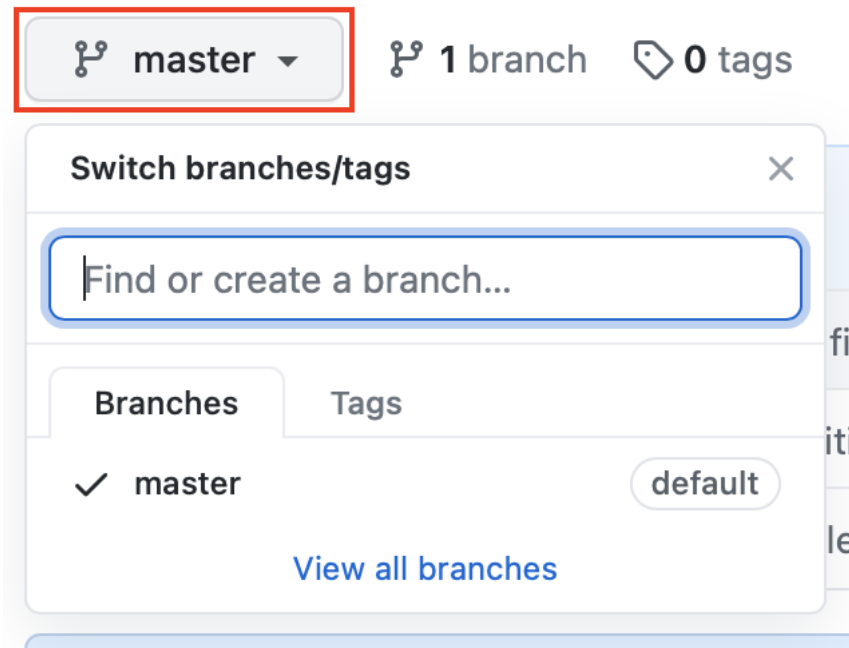 master
1 branch
0 tags
Switch branches/tags
Find or create a branch...
Branches
Tags
master
default
View all branches